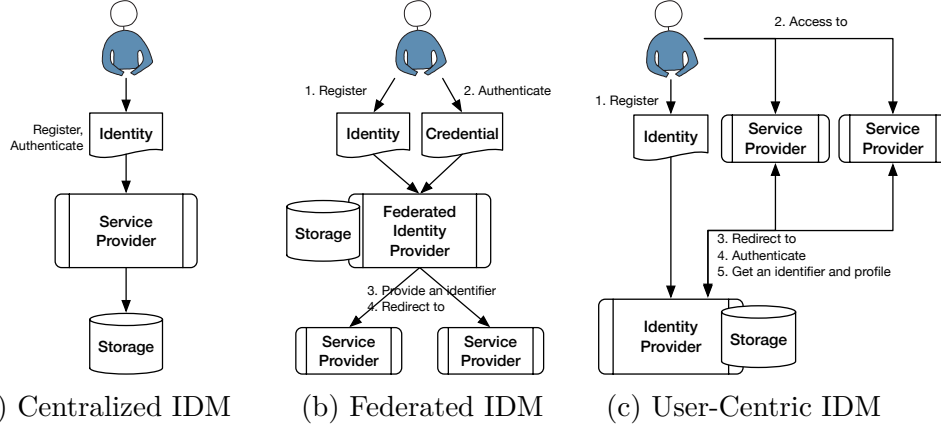 Register,
Authenticate
Identity
Service
Provider
Storage
) Centralized IDM
1. Register
2. Authenticate
Identity
Credential
Storage
Federated
Identity
Provider
3. Provide an identifier
4. Redirect to
Service
Provider
Service
Provider
(b) Federated IDM
2. Access to
1. Register
Identity
Service
Provider
Service
Provider
3. Redirect to
4. Authenticate
5. Get an identifier and profile
Identity
Provider
Storage
(c) User-Centric IDM